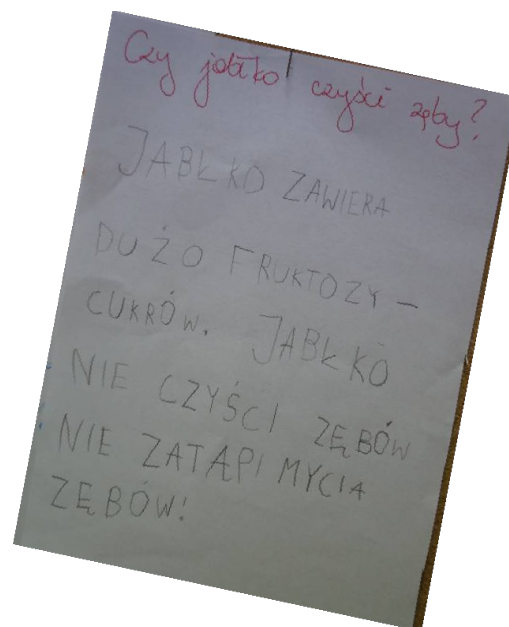 Czy jabłko czyści zęby?
JABŁKO ZAWIERA
DUŻO FRUKTOZY –
CUKRÓW. JABŁKO
NIE CZYŚCI ZĘBÓW
NIE ZATĄPI MYCIA
ZĘBÓW!